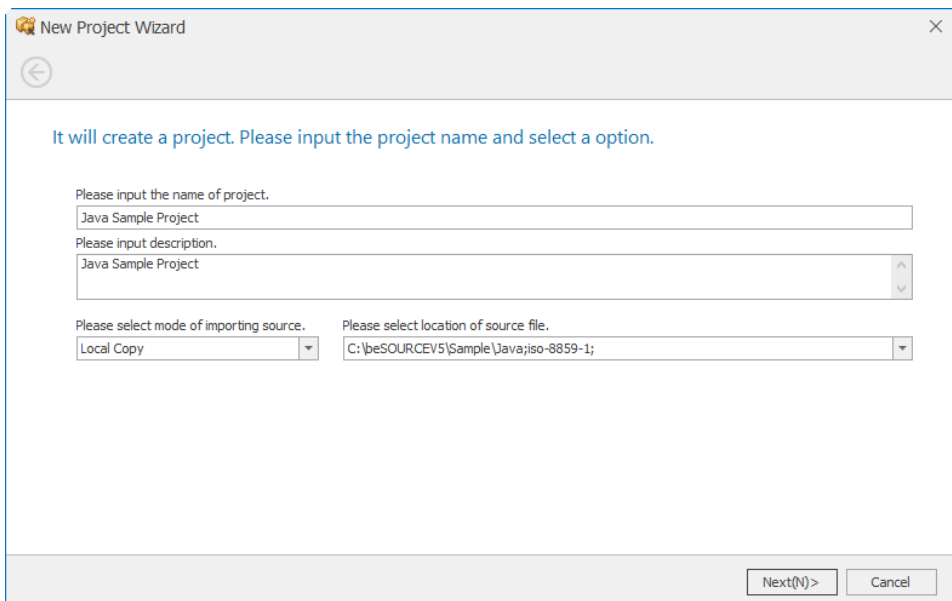 New Project Wizard
It will create a project. Please input the project name and select a option.
Please input the name of project.
Java Sample Project
Please input description.
Java Sample Project
Please select mode of importing source. Please select location of source file.
Local Copy C:\beSOURCEV5\Sample\Java;iso-8859-1;
Next(N)> Cancel